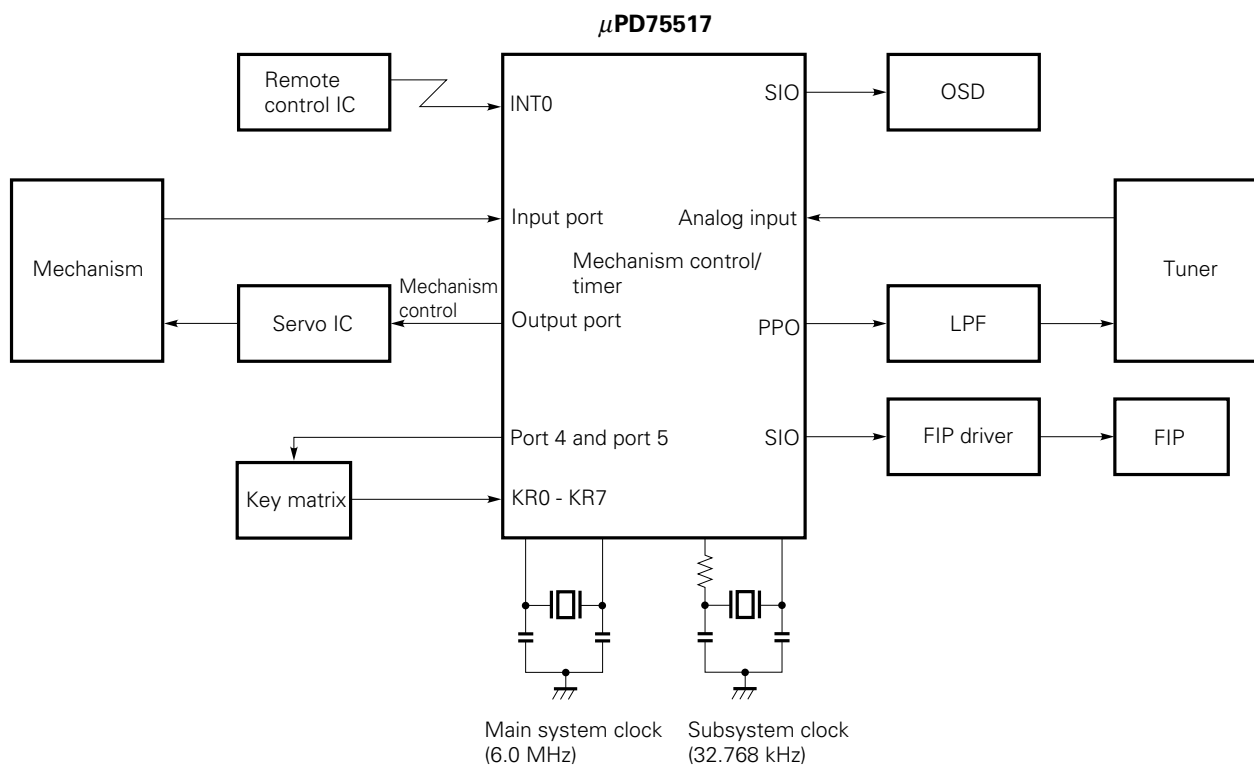 μPD75517
Remote
control IC
INT0
SIO
OSD
Mechanism
Input port
Analog input
Tuner
Mechanism control/
timer
Mechanism
control
Servo IC
Output port
PPO
LPF
Port 4 and port 5
SIO
FIP driver
FIP
Key matrix
KR0 - KR7
Main system clock
(6.0 MHz)
Subsystem clock
(32.768 kHz)